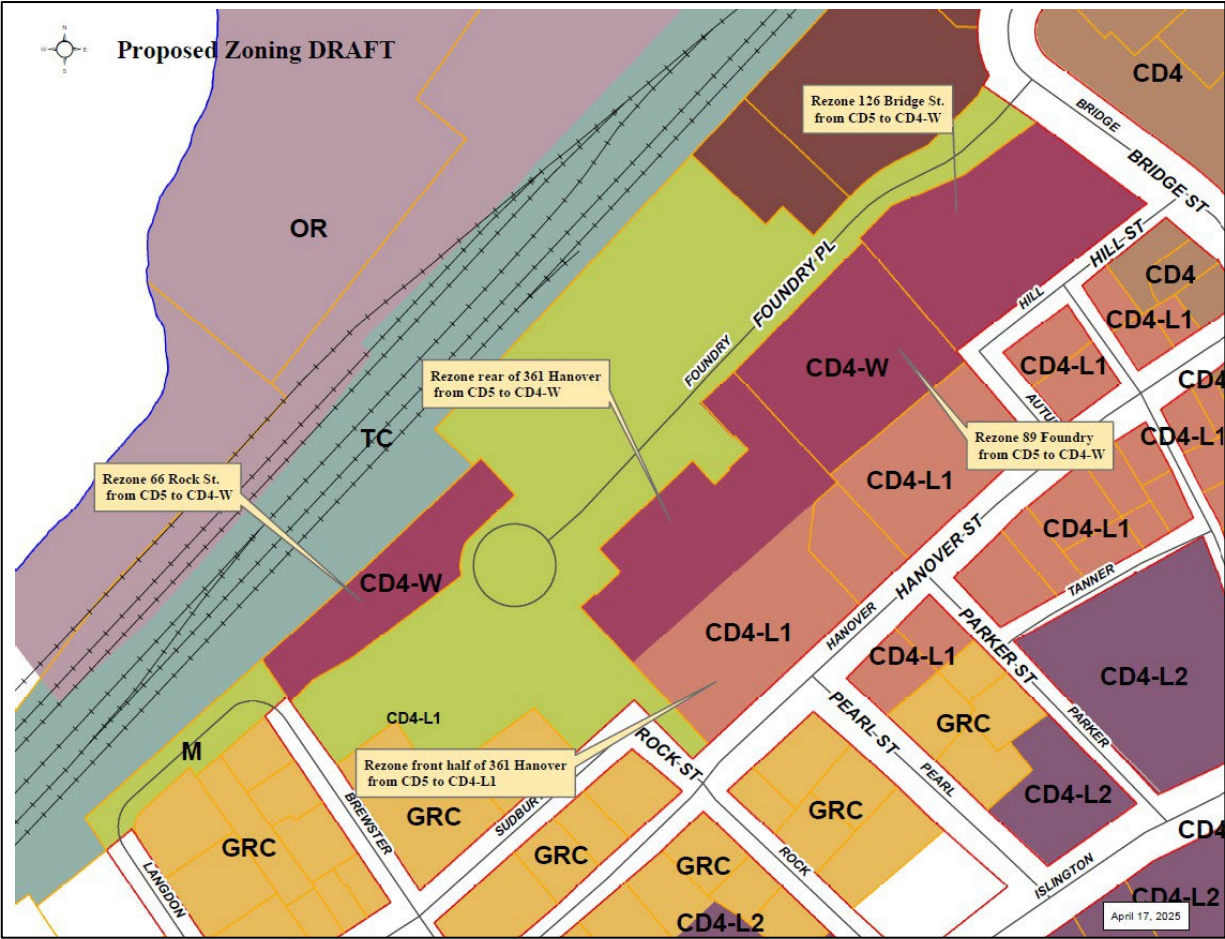 N
W E
S
Proposed Zoning DRAFT
CD4
Rezone 126 Bridge St.
from CD5 to CD4-W
BRIDGE
BRIDGE ST
OR
HILL ST
HILL
CD4
CD4-L1
FOUNDRY PL
FOUNDRY
CD4-W
CD4-L1
CD4
Rezone rear of 361 Hanover
from CD5 to CD4-W
AUTU
TC
Rezone 89 Foundry
from CD5 to CD4-W
CD4-L1
Rezone 66 Rock St.
from CD5 to CD4-W
CD4-L1
CD4-L1
HANOVER ST
CD4-W
TANNER
HANOVER
CD4-L1
CD4-L1
PARKER ST
CD4-L2
CD4-L1
M
PEARL ST
GRC
PARKER
ROCK ST
Rezone front half of 361 Hanover
from CD5 to CD4-L1
PEARL
CD4-L2
BREWSTER
GRC
SUDBURY
GRC
CD4
GRC
GRC
GRC
ROCK
LANGDON
ISLINGTON
CD4-L2
CD4-L2
April 17, 2025